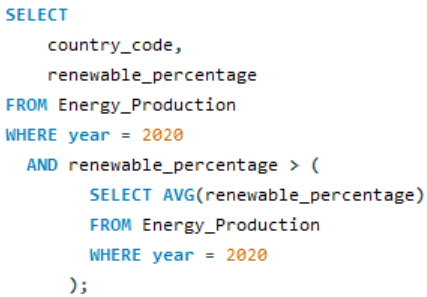 SELECT
    country_code,
    renewable_percentage
FROM Energy_Production
WHERE year = 2020
  AND renewable_percentage > (
        SELECT AVG(renewable_percentage)
        FROM Energy_Production
        WHERE year = 2020
      );